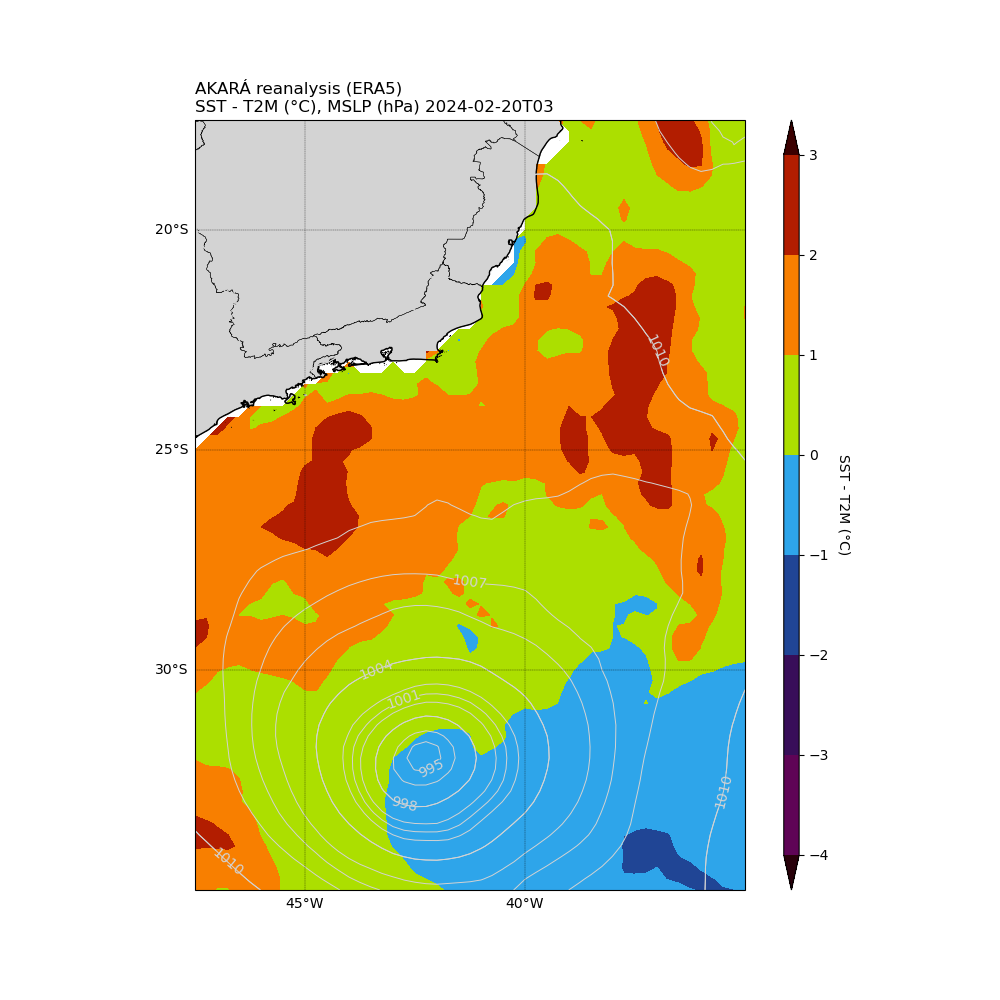 AKARÁ reanalysis (ERA5)
SST - T2M (°C), MSLP (hPa) 2024-02-20T03
3
20°S
2
1010
1
25°S
0
SST - T2M (°C)
−1
1007
−2
30°S
1004
1001
−3
995
998
1010
1010
−4
45°W
40°W